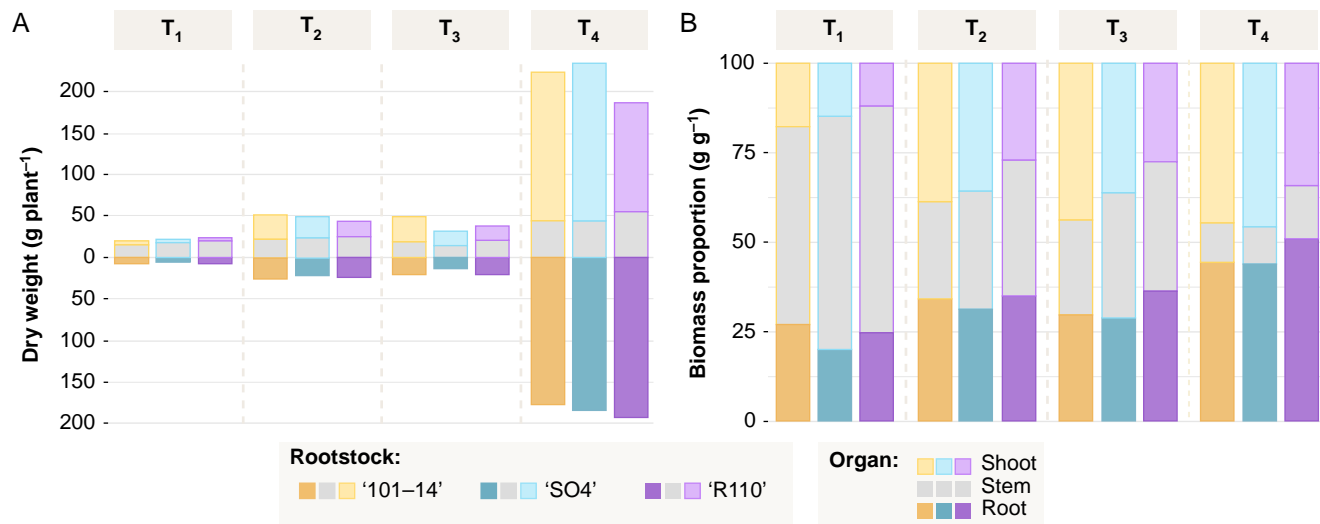 A
T1 T2 T3 T4
Dry weight (g plant–1)
200
150
100
50
0
50
100
150
200
B
T1 T2 T3 T4
Biomass proportion (g g–1)
100
75
50
25
0
Rootstock:
‘101–14’ ‘SO4’ ‘R110’
Organ:
Shoot
Stem
Root